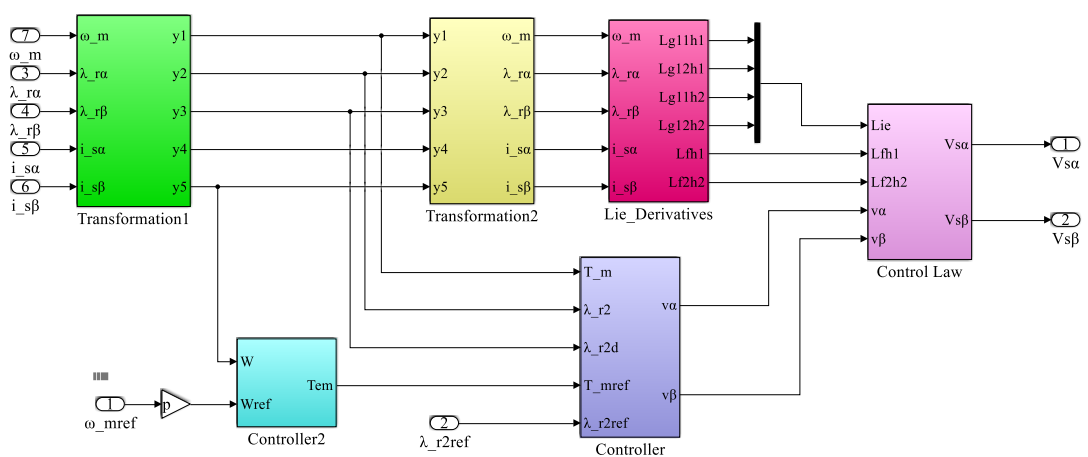 7
ω_m
3
λ_rα
4
λ_rβ
5
i_sα
6
i_sβ
ω_m
λ_rα
λ_rβ
i_sα
i_sβ
y1
y2
y3
y4
y5
Transformation1
y1
y2
y3
y4
y5
ω_m
λ_rα
λ_rβ
i_sα
i_sβ
Transformation2
ω_m
λ_rα
λ_rβ
i_sα
i_sβ
Lg11h1
Lg12h1
Lg11h2
Lg12h2
Lfh1
Lf2h2
Lie_Derivatives
Lie
Lfh1
Lf2h2
vα
vβ
Vsα
Vsβ
Control Law
1
Vsα
2
Vsβ
T_m
λ_r2
λ_r2d
T_mref
λ_r2ref
vα
vβ
Controller
W
Wref
Tem
Controller2
1
ω_mref
p
2
λ_r2ref